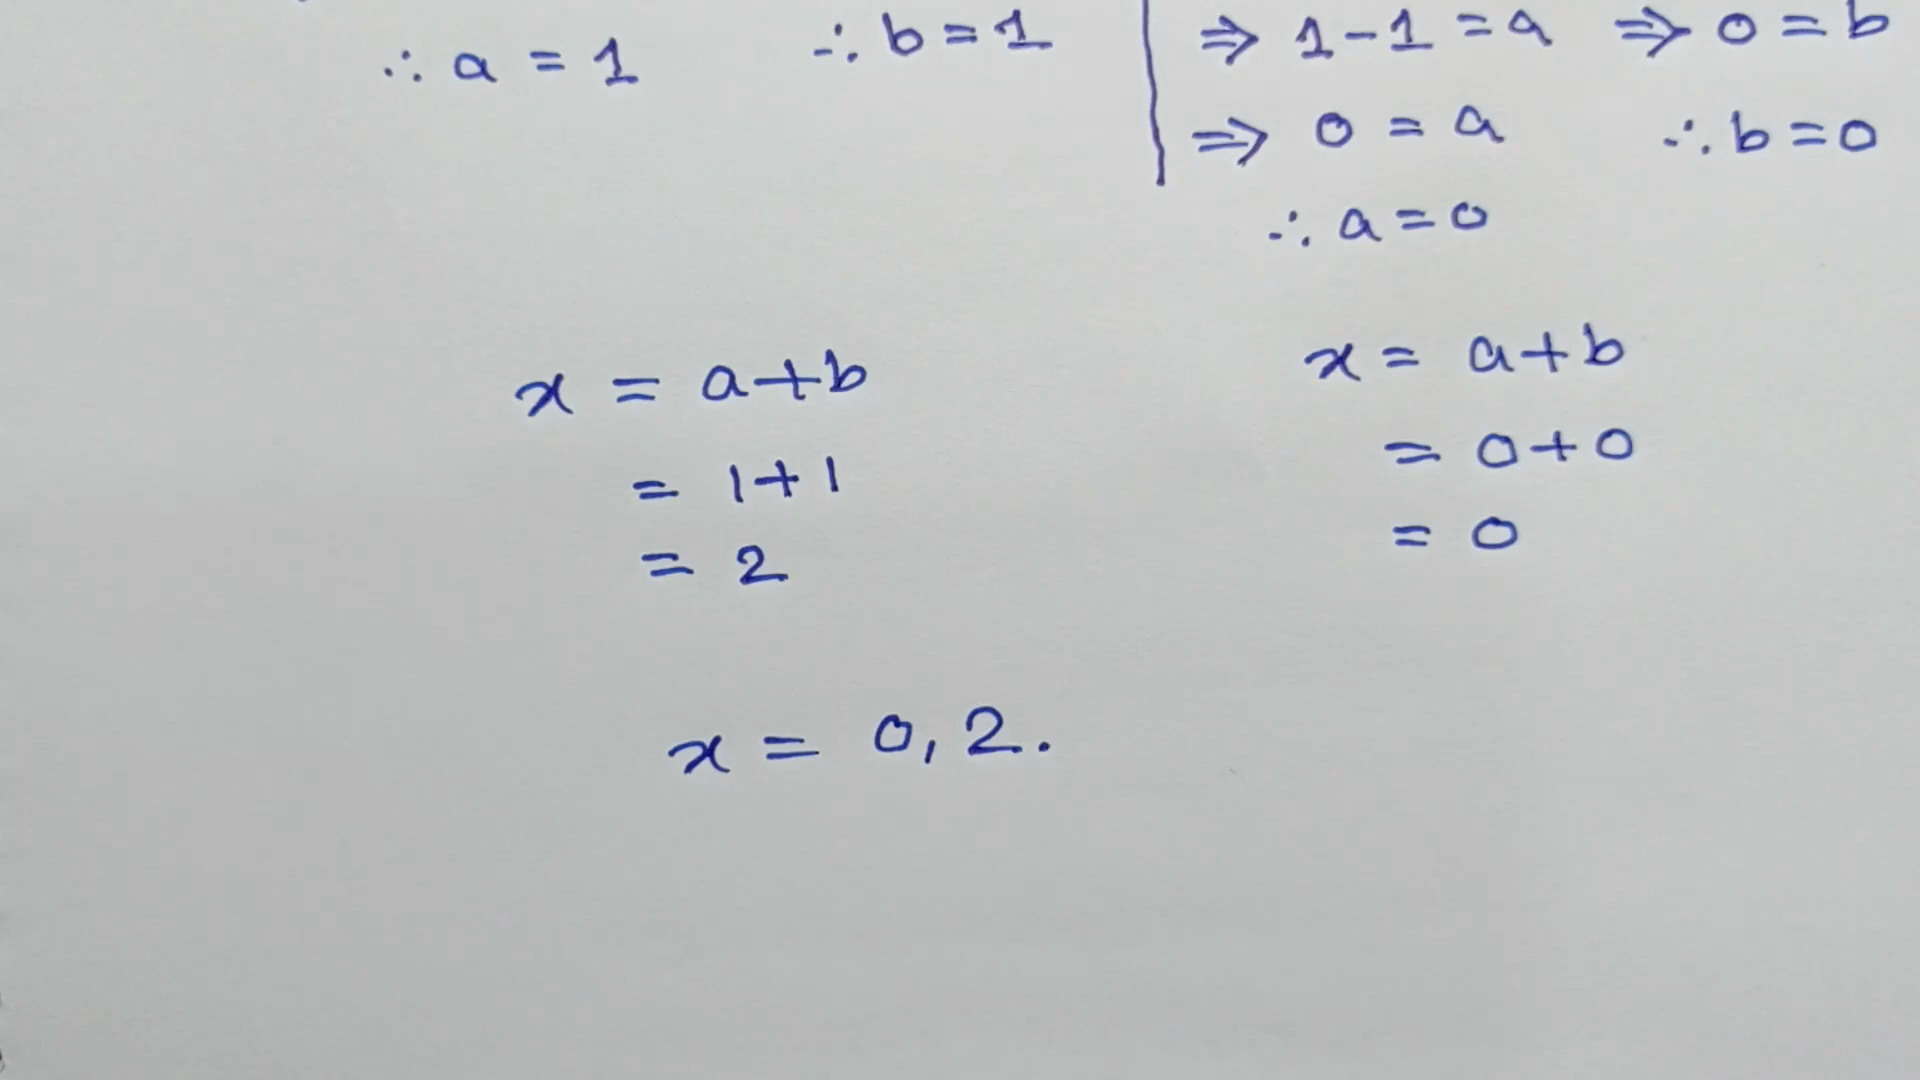 ∴ a = 1    ∴ b = 1
⇒ 1 - 1 = a    ⇒ 0 = b
⇒ 0 = a    ∴ b = 0
∴ a = 0
x = a + b
= 1 + 1
= 2
x = a + b
= 0 + 0
= 0
x = 0, 2.